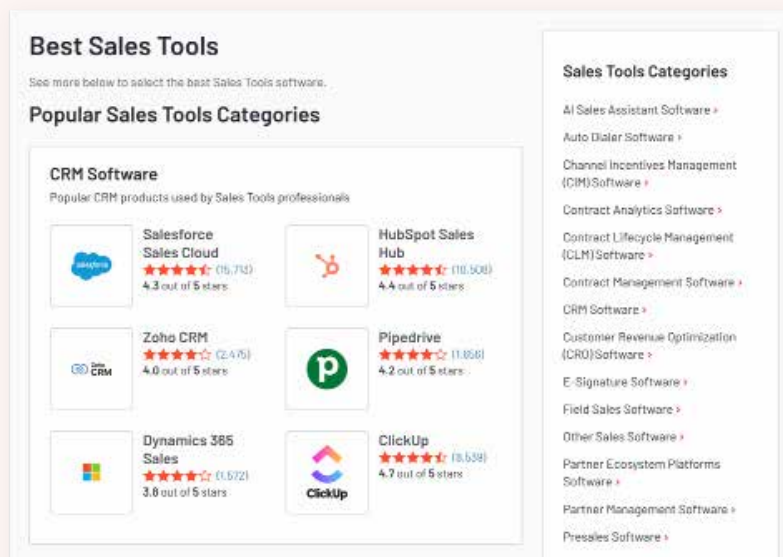 Best Sales Tools
See more below to select the best Sales Tools software.
Popular Sales Tools Categories
CRM Software
Popular CRM products used by Sales Tools professionals
salesforce
Salesforce
Sales Cloud
(15,713)
4.3 out of 5 stars
HubSpot Sales
Hub
(10,508)
4.4 out of 5 stars
Zoho
CRM
Zoho CRM
(2,475)
4.0 out of 5 stars
p
Pipedrive
(1,656)
4.2 out of 5 stars
Dynamics 365
Sales
(1,572)
3.8 out of 5 stars
ClickUp
ClickUp
4.7 out of 5 stars
Sales Tools Categories
AI Sales Assistant Software ›
Auto Dialer Software ›
Channel Incentives Management
(CIM) Software ›
Contract Analytics Software ›
Contract Lifecycle Management
(CLM) Software ›
Contract Management Software ›
CRM Software ›
Customer Revenue Optimization
(CRO) Software ›
E-Signature Software ›
Field Sales Software ›
Other Sales Software ›
Partner Ecosystem Platforms
Software ›
Partner Management Software ›
Presales Software ›